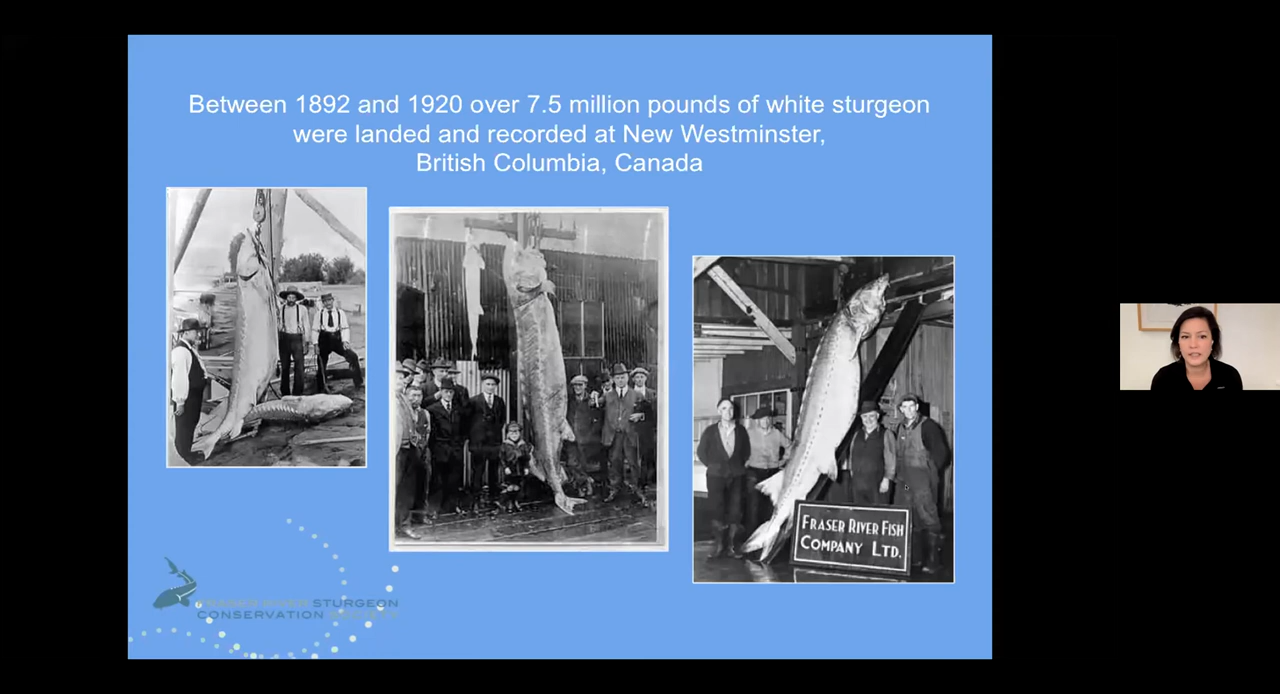 Between 1892 and 1920 over 7.5 million pounds of white sturgeon
were landed and recorded at New Westminster,
British Columbia, Canada
FRASER RIVER FISH
COMPANY LTD.
FRASER RIVER STURGEON
CONSERVATION SOCIETY